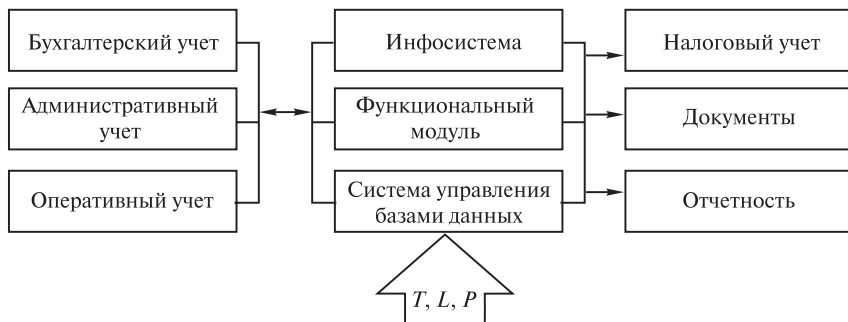 Бухгалтерский учет
Административный
учет
Оперативный учет
Инфосистема
Функциональный
модуль
Система управления
базами данных
T, L, P
Налоговый учет
Документы
Отчетность